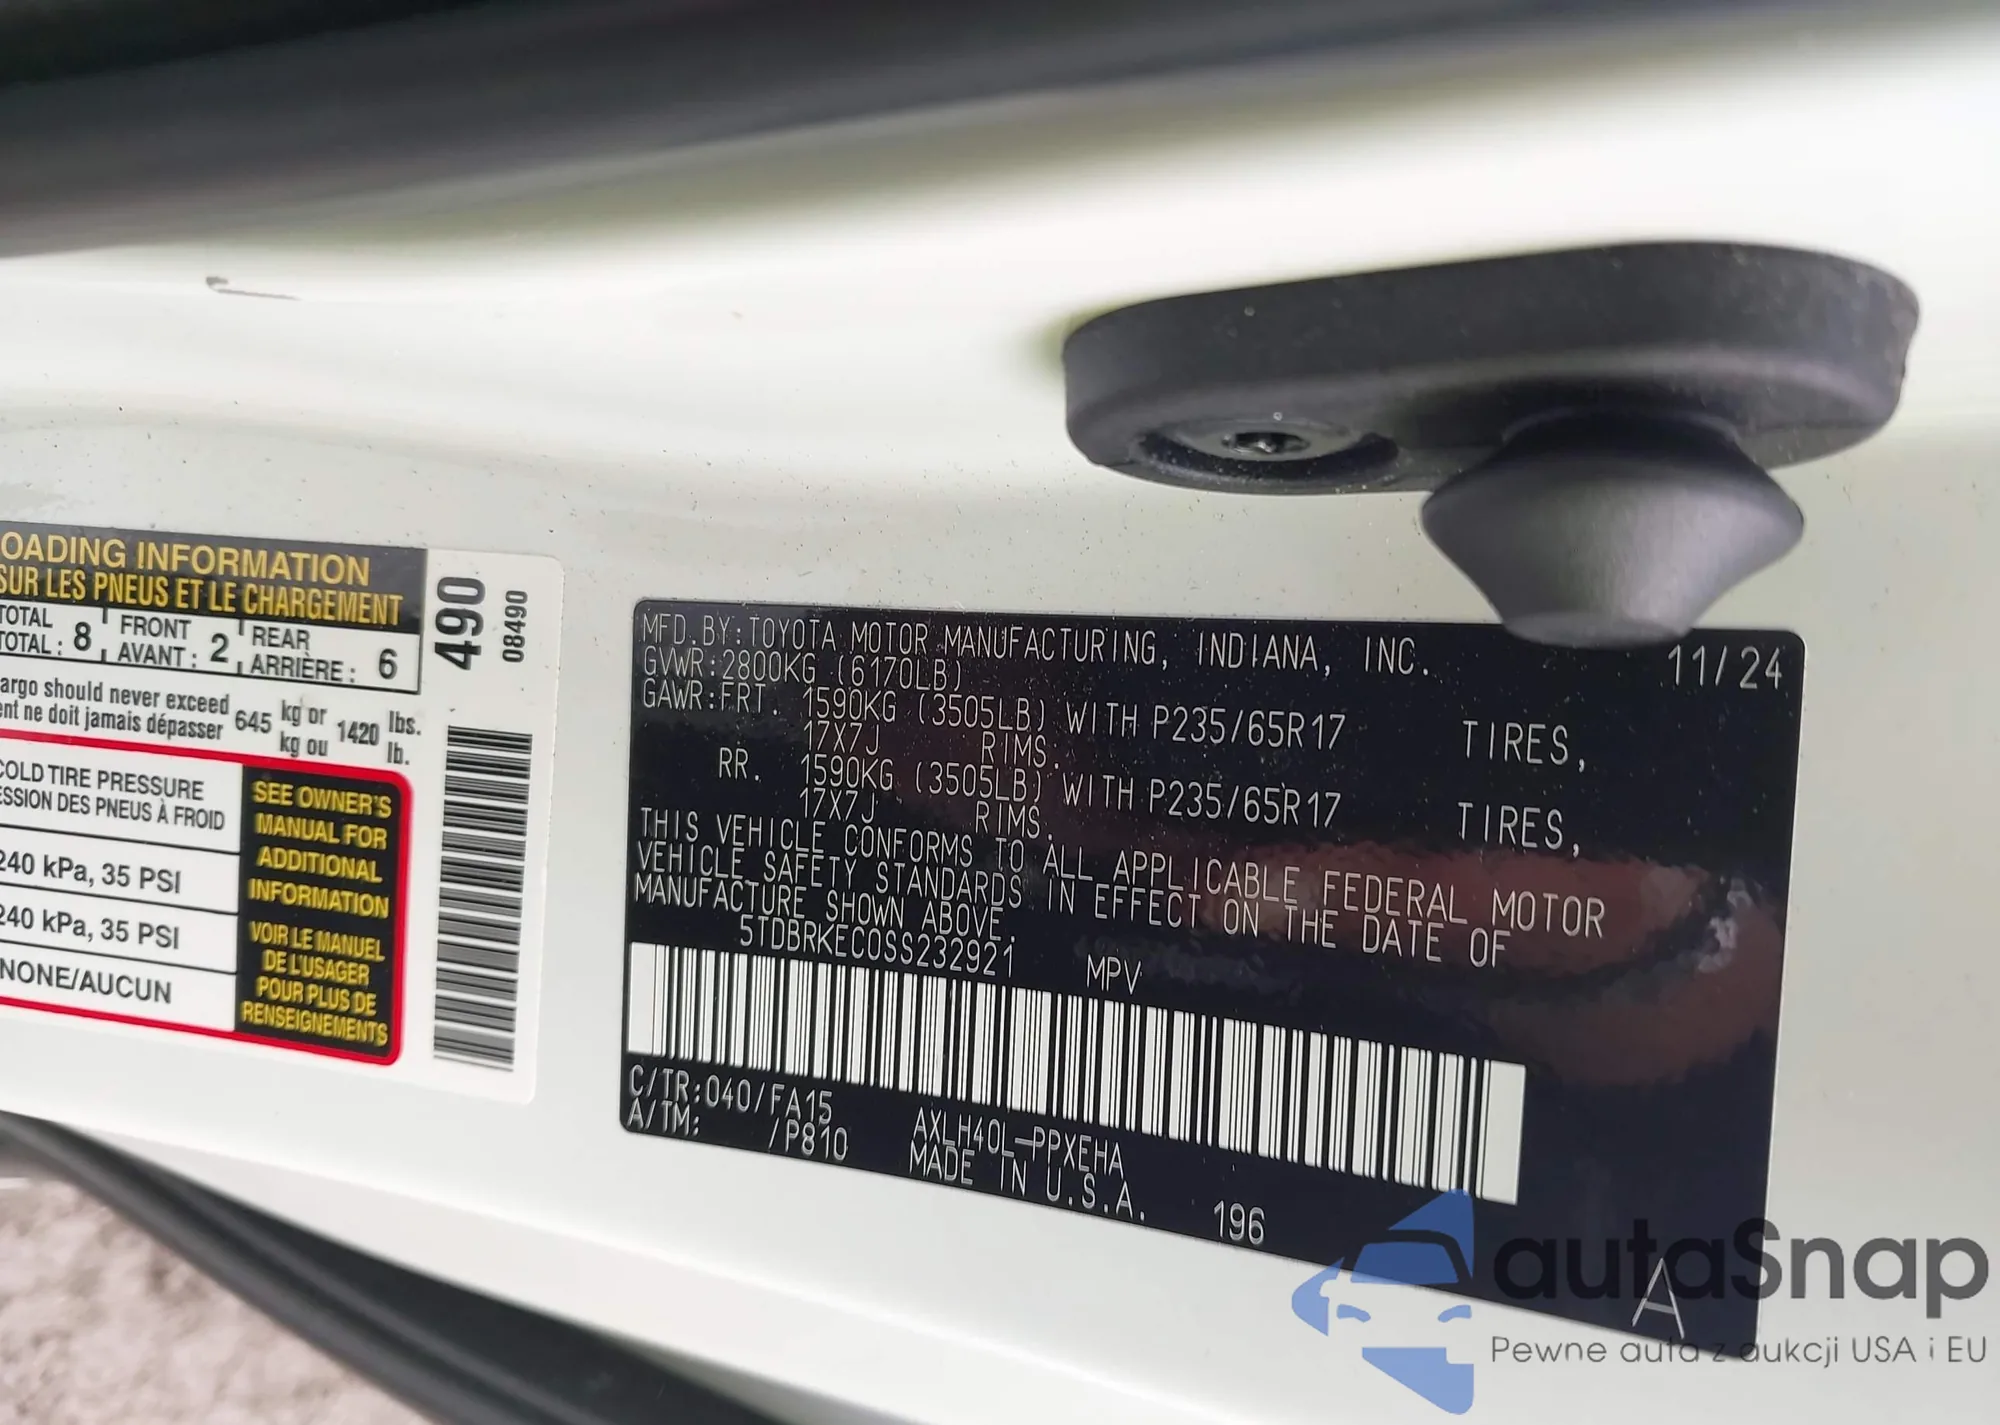 OADING INFORMATION
SUR LES PNEUS ET LE CHARGEMENT
TOTAL 8 FRONT 2 REAR 6
TOTAL : AVANT : ARRIÈRE :
argo should never exceed 645 kg or 1420 lbs.
ent ne doit jamais dépasser kg ou lb.
COLD TIRE PRESSURE
ESSION DES PNEUS À FROID
240 kPa, 35 PSI
240 kPa, 35 PSI
NONE/AUCUN
SEE OWNER'S
MANUAL FOR
ADDITIONAL
INFORMATION
VOIR LE MANUEL
DE L'USAGER
POUR PLUS DE
RENSEIGNEMENTS
490
08490
MFD.BY:TOYOTA MOTOR MANUFACTURING, INDIANA, INC. 11/24
GVWR:2800KG (6170LB)
GAWR:FRT. 1590KG (3505LB) WITH P235/65R17 TIRES,
17X7J RIMS.
RR. 1590KG (3505LB) WITH P235/65R17 TIRES,
17X7J RIMS.
THIS VEHICLE CONFORMS TO ALL APPLICABLE FEDERAL MOTOR
VEHICLE SAFETY STANDARDS IN EFFECT ON THE DATE OF
MANUFACTURE SHOWN ABOVE.
5TDBRKEC0SS232921 MPV
C/TR:040/FA15 AXLH40L-PPXEHA
A/TM: /P810 MADE IN U.S.A. 196
A
autaSnap
Pewne auta z aukcji USA i EU